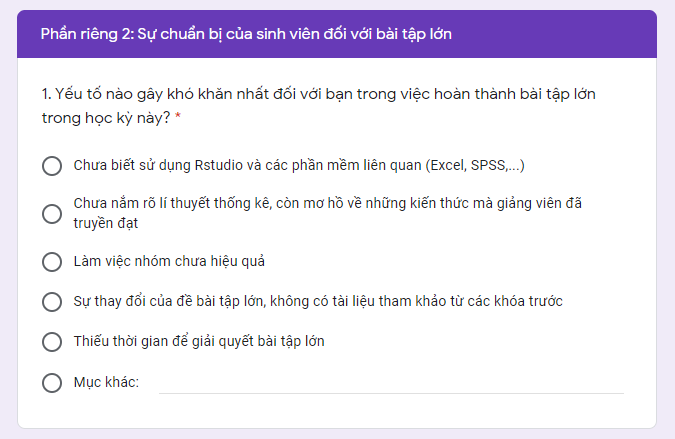 Phần riêng 2: Sự chuẩn bị của sinh viên đối với bài tập lớn
1. Yếu tố nào gây khó khăn nhất đối với bạn trong việc hoàn thành bài tập lớn
trong học kỳ này? *
Chưa biết sử dụng Rstudio và các phần mềm liên quan (Excel, SPSS,...)
Chưa nắm rõ lí thuyết thống kê, còn mơ hồ về những kiến thức mà giảng viên đã
truyền đạt
Làm việc nhóm chưa hiệu quả
Sự thay đổi của đề bài tập lớn, không có tài liệu tham khảo từ các khóa trước
Thiếu thời gian để giải quyết bài tập lớn
Mục khác: